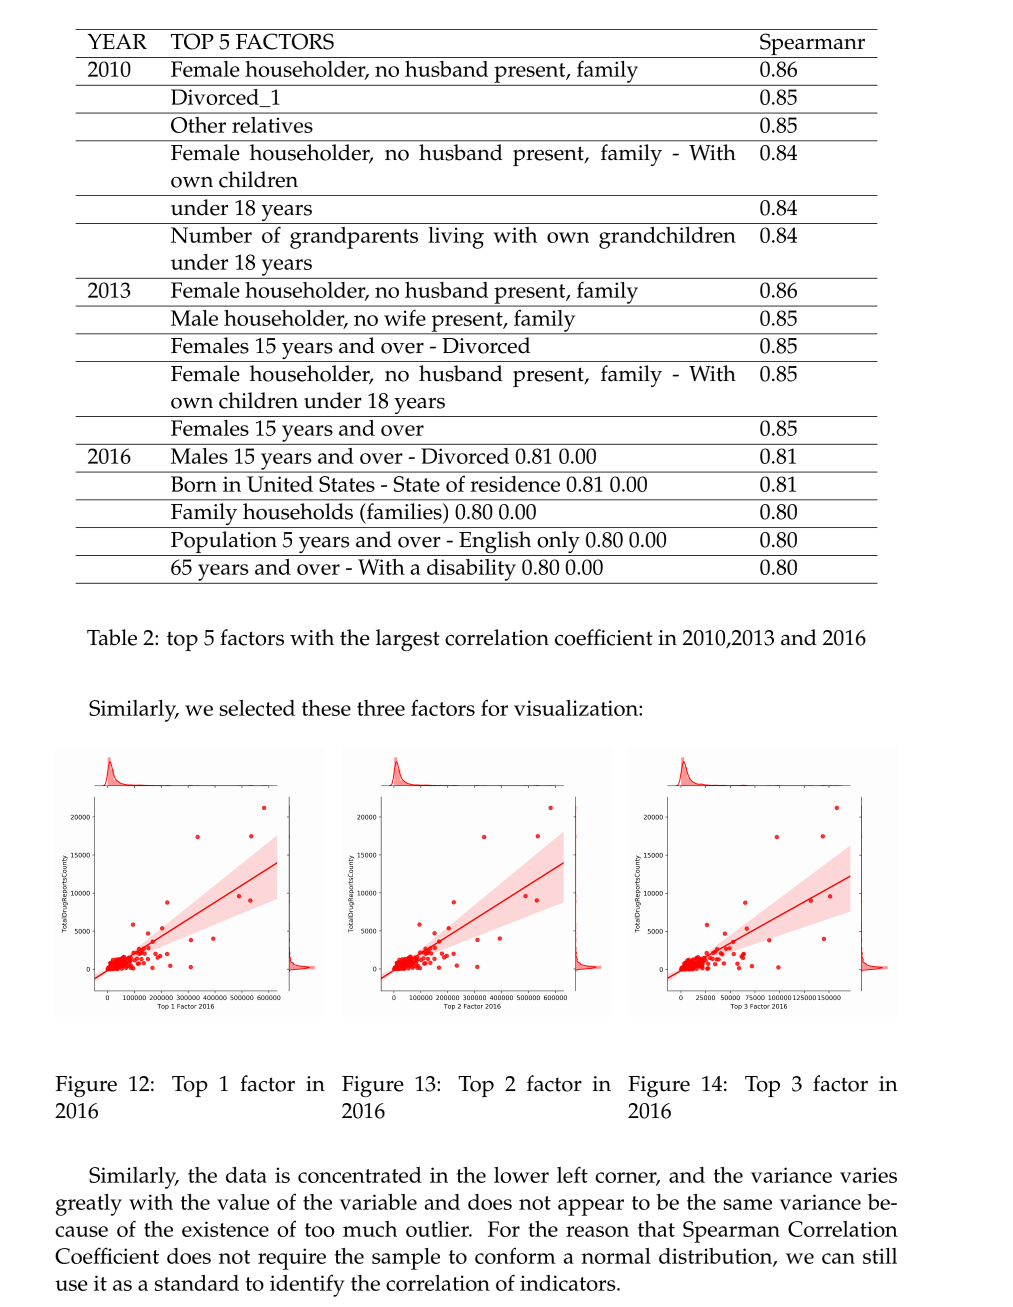 YEAR TOP 5 FACTORS Spearmanr
2010 Female householder, no husband present, family 0.86
Divorced_1 0.85
Other relatives 0.85
Female householder, no husband present, family - With 0.84
own children
under 18 years 0.84
Number of grandparents living with own grandchildren 0.84
under 18 years
2013 Female householder, no husband present, family 0.86
Male householder, no wife present, family 0.85
Females 15 years and over - Divorced 0.85
Female householder, no husband present, family - With 0.85
own children under 18 years
Females 15 years and over 0.85
2016 Males 15 years and over - Divorced 0.81 0.00 0.81
Born in United States - State of residence 0.81 0.00 0.81
Family households (families) 0.80 0.00 0.80
Population 5 years and over - English only 0.80 0.00 0.80
65 years and over - With a disability 0.80 0.00 0.80
Table 2: top 5 factors with the largest correlation coefficient in 2010,2013 and 2016
Similarly, we selected these three factors for visualization:
TotalDrugReportsCounty
20000
15000
10000
5000
0
0 100000 200000 300000 400000 500000 600000
Top 1 Factor 2016
TotalDrugReportsCounty
20000
15000
10000
5000
0
0 100000 200000 300000 400000 500000 600000
Top 2 Factor 2016
TotalDrugReportsCounty
20000
15000
10000
5000
0
0 25000 50000 75000 100000 125000 150000
Top 3 Factor 2016
Figure 12: Top 1 factor in
2016
Figure 13: Top 2 factor in
2016
Figure 14: Top 3 factor in
2016
Similarly, the data is concentrated in the lower left corner, and the variance varies
greatly with the value of the variable and does not appear to be the same variance be-
cause of the existence of too much outlier. For the reason that Spearman Correlation
Coefficient does not require the sample to conform a normal distribution, we can still
use it as a standard to identify the correlation of indicators.